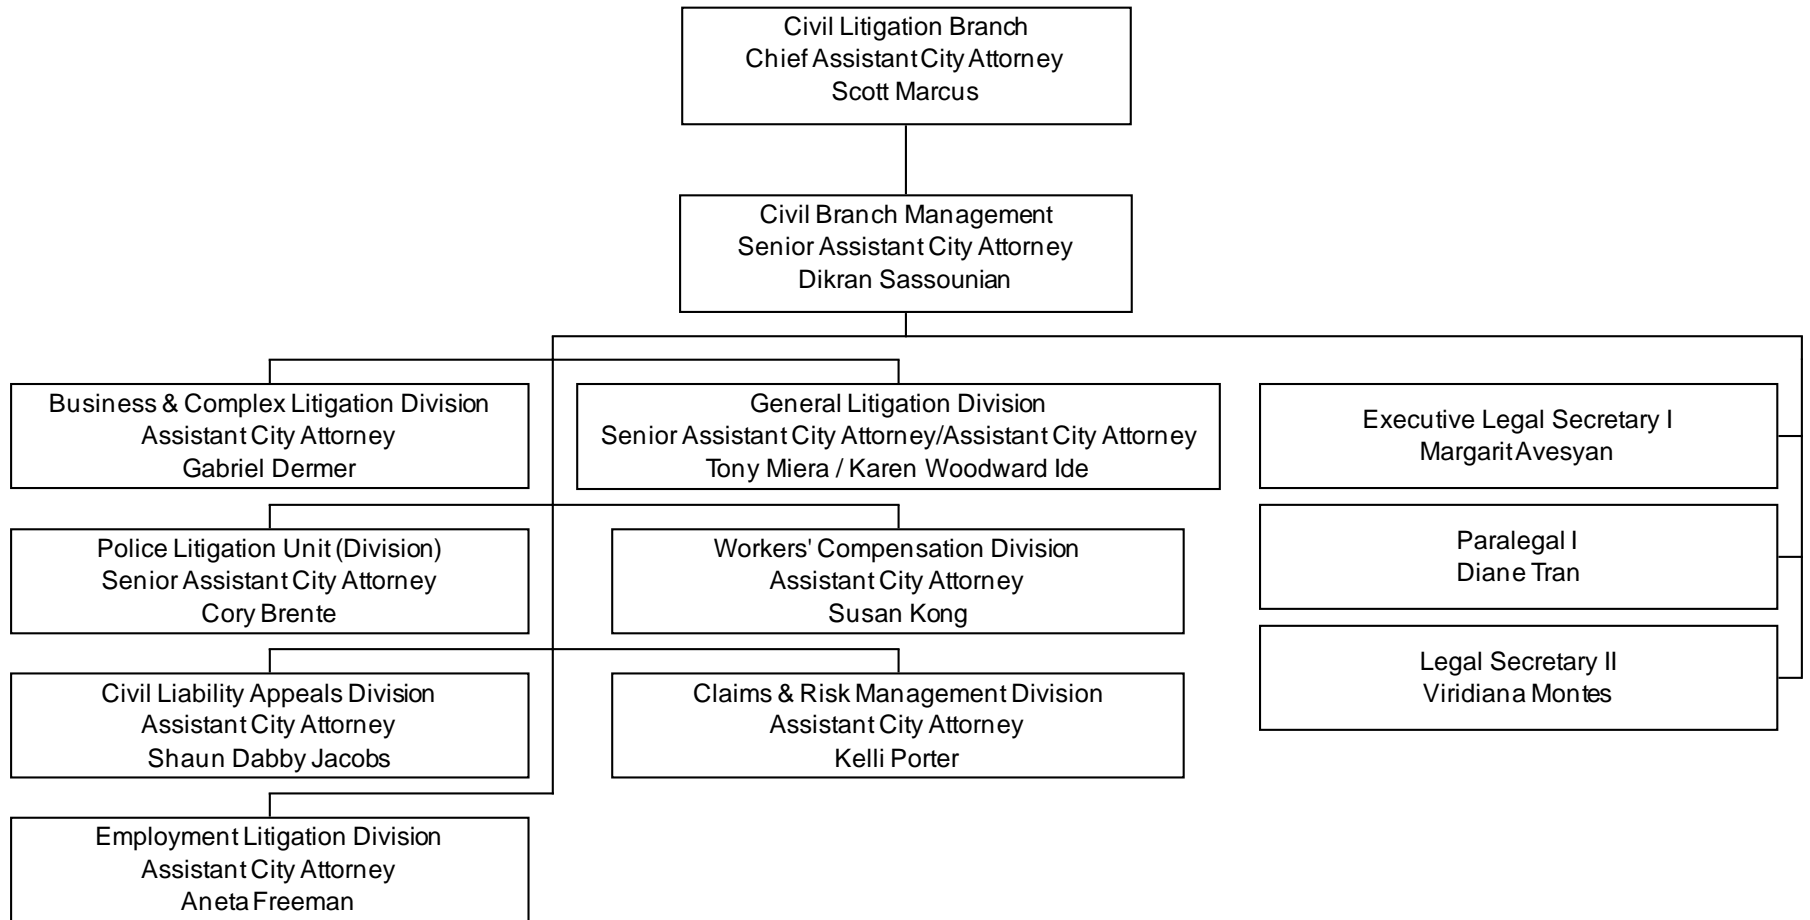 Civil Litigation Branch
Chief Assistant City Attorney
Scott Marcus
Civil Branch Management
Senior Assistant City Attorney
Dikran Sassounian
Business & Complex Litigation Division
Assistant City Attorney
Gabriel Dermer
General Litigation Division
Senior Assistant City Attorney/Assistant City Attorney
Tony Miera / Karen Woodward Ide
Executive Legal Secretary I
Margarit Avesyan
Police Litigation Unit (Division)
Senior Assistant City Attorney
Cory Brente
Workers' Compensation Division
Assistant City Attorney
Susan Kong
Paralegal I
Diane Tran
Civil Liability Appeals Division
Assistant City Attorney
Shaun Dabby Jacobs
Claims & Risk Management Division
Assistant City Attorney
Kelli Porter
Legal Secretary II
Viridiana Montes
Employment Litigation Division
Assistant City Attorney
Aneta Freeman